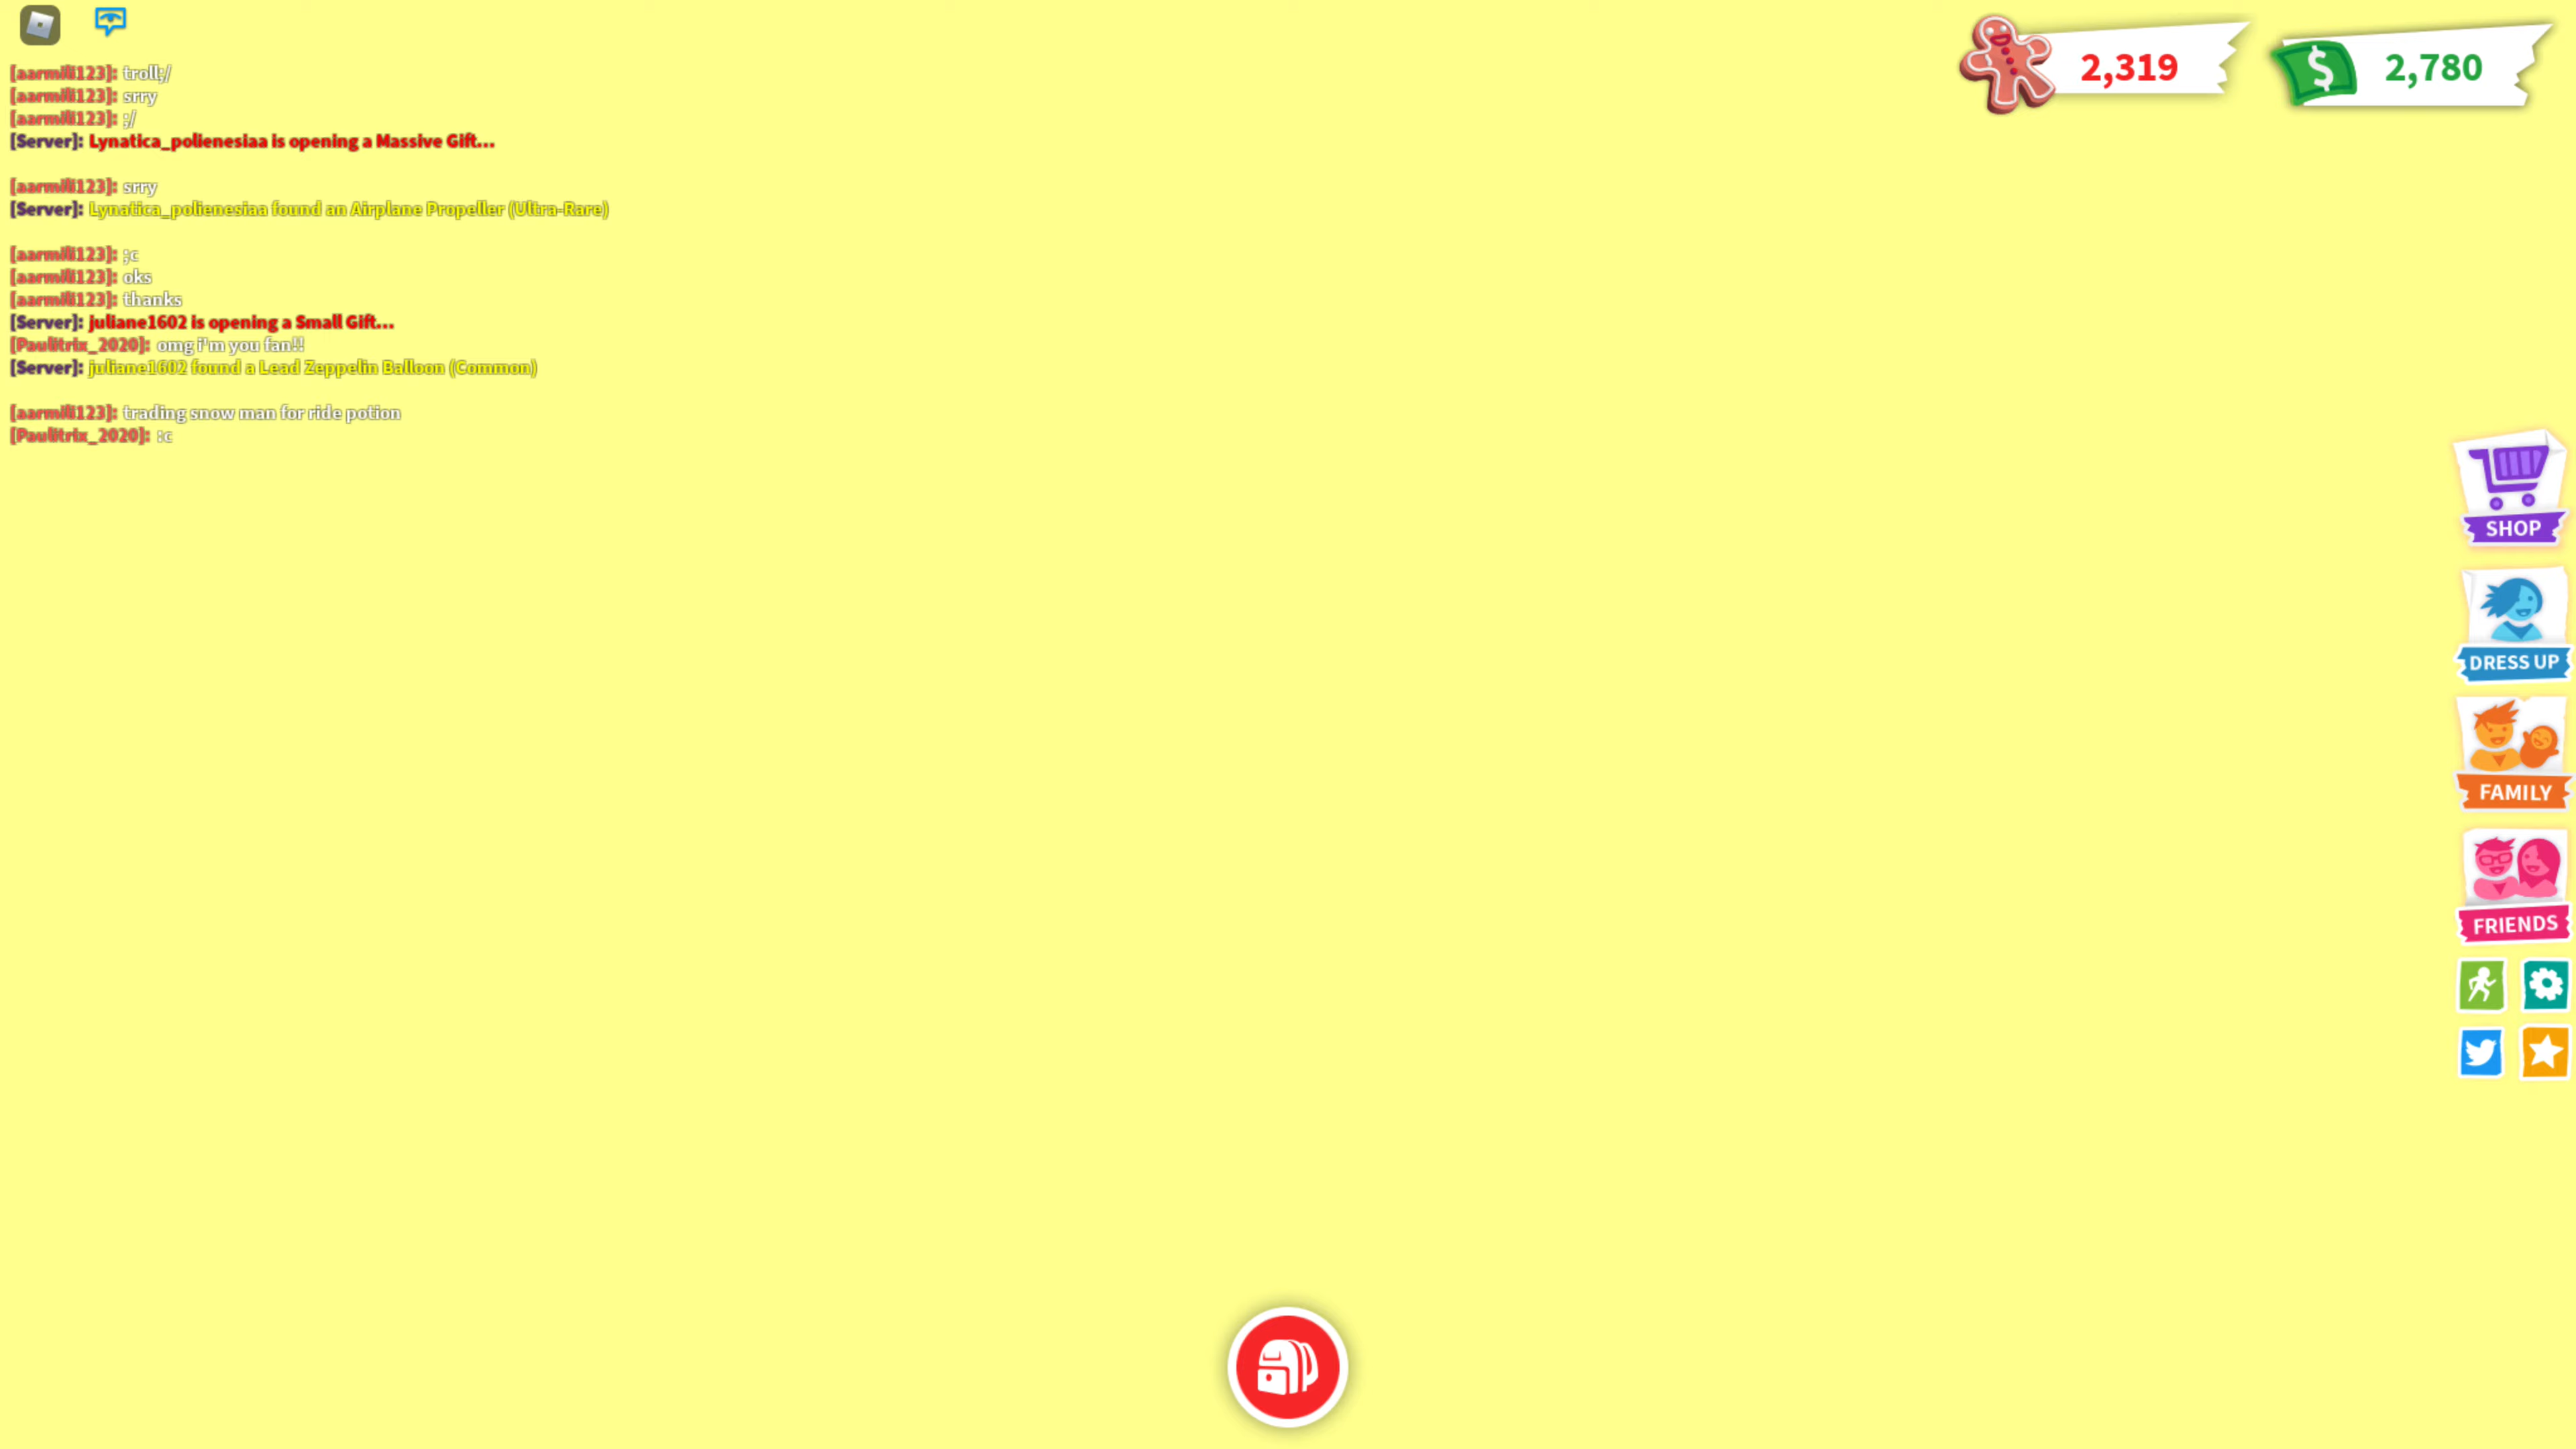 [aarmili123]: troll;/
[aarmili123]: srry
[aarmili123]: ;/
[Server]: Lynatica_polienesiaa is opening a Massive Gift...
[aarmili123]: srry
[Server]: Lynatica_polienesiaa found an Airplane Propeller (Ultra-Rare)
[aarmili123]: ;c
[aarmili123]: oks
[aarmili123]: thanks
[Server]: juliane1602 is opening a Small Gift...
[Paulitrix_2020]: omg i'm you fan!!
[Server]: juliane1602 found a Lead Zeppelin Balloon (Common)
[aarmili123]: trading snow man for ride potion
[Paulitrix_2020]: :c
2,319
2,780
SHOP
DRESS UP
FAMILY
FRIENDS